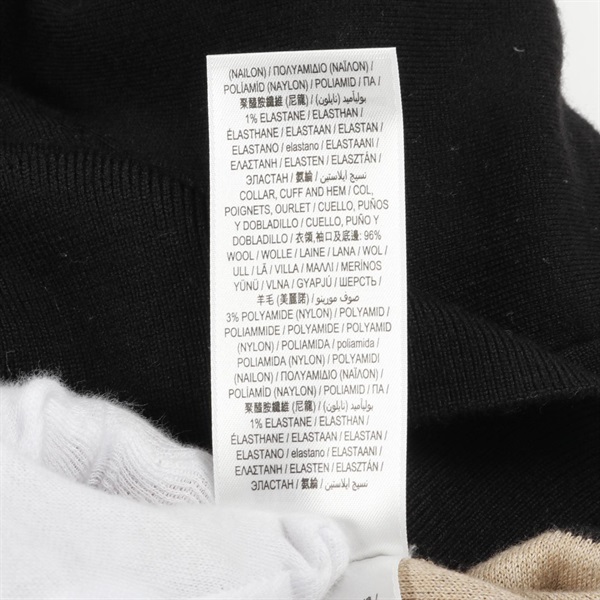 (NAILON) / ΠΟΛΥΑΜΙΔΙΟ (ΝΑΪΛΟΝ) /
POLİAMİD (NAYLON) / POLIAMID / ПА /
聚醯胺纖維 (尼龍) / بوليأميد (نايلون) /
1% ELASTANE / ELASTHAN /
ÉLASTHANE / ELASTAAN / ELASTAN /
ELASTANO / elastano / ELASTAANI /
ΕΛΑΣΤΑΝΗ / ELASTEN / ELASZTÁN /
ЭЛАСТАН / 氨綸 / نسيج إيلاستين /
COLLAR, CUFF AND HEM / COL,
POIGNETS, OURLET / CUELLO, PUÑOS
Y DOBLADILLO / CUELLO, PUÑO Y
DOBLADILLO / 衣領,袖口及底邊: 96%
WOOL / WOLLE / LAINE / LANA / WOL /
ULL / LÃ / VILLA / ΜΑΛΛΙ / MERİNOS
YÜNÜ / VLNA / GYAPJÚ / ШЕРСТЬ /
羊毛 (美麗諾) / صوف مورينو /
3% POLYAMIDE (NYLON) / POLYAMID /
POLIAMMIDE / POLYAMIDE / POLYAMID
(NYLON) / POLIAMIDA / poliamida /
POLIAMIDA (NYLON) / POLYAMIDI
(NAILON) / ΠΟΛΥΑΜΙΔΙΟ (ΝΑΪΛΟΝ) /
POLİAMİD (NAYLON) / POLIAMID / ПА /
聚醯胺纖維 (尼龍) / بوليأميد (نايلون) /
1% ELASTANE / ELASTHAN /
ÉLASTHANE / ELASTAAN / ELASTAN /
ELASTANO / elastano / ELASTAANI /
ΕΛΑΣΤΑΝΗ / ELASTEN / ELASZTÁN /
ЭЛАСТАН / 氨綸 / نسيج إيلاستين /